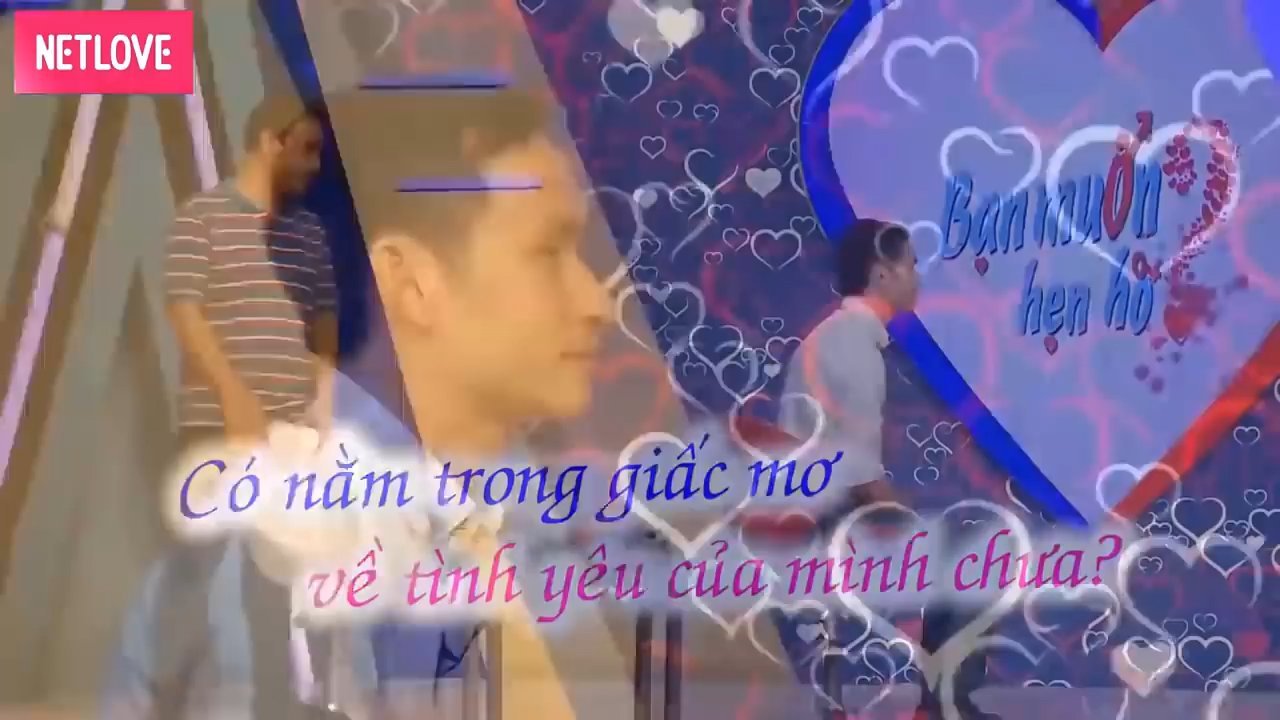 NETLOVE
Bạn muốn
hẹn hò
Có nằm trong giấc mơ
về tình yêu của mình chưa?